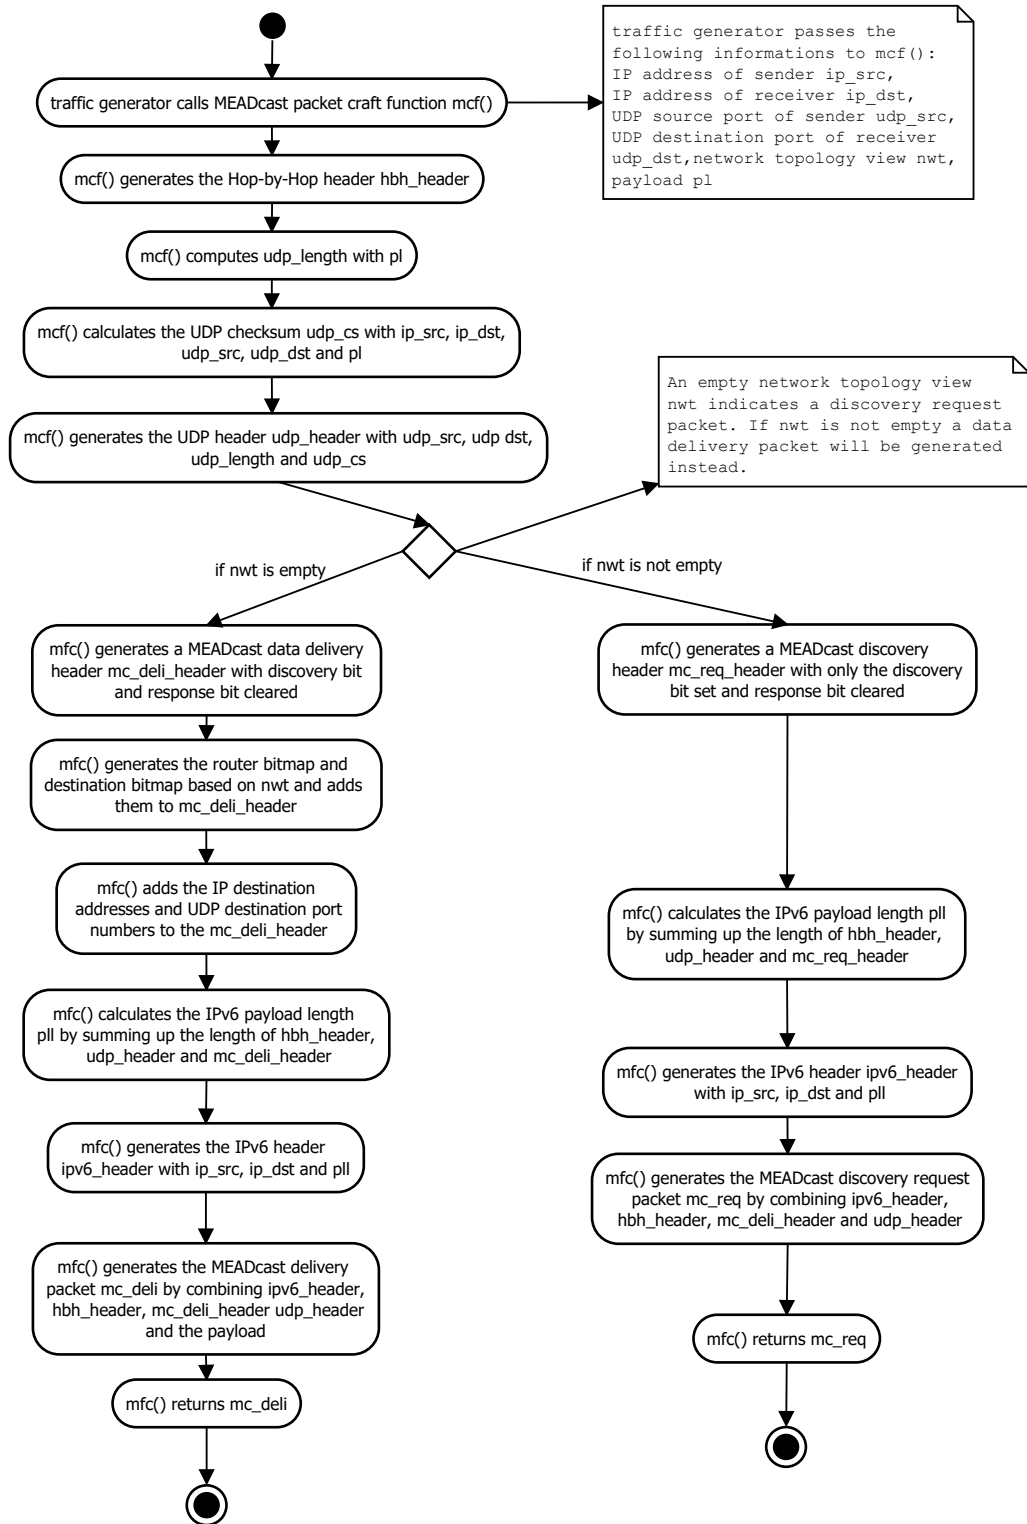 traffic generator passes the
following informations to mcf():
IP address of sender ip_src,
IP address of receiver ip_dst,
UDP source port of sender udp_src,
UDP destination port of receiver
udp_dst,network topology view nwt,
payload pl
traffic generator calls MEADcast packet craft function mcf()
mcf() generates the Hop-by-Hop header hbh_header
mcf() computes udp_length with pl
mcf() calculates the UDP checksum udp_cs with ip_src, ip_dst,
udp_src, udp_dst and pl
mcf() generates the UDP header udp_header with udp_src, udp dst,
udp_length and udp_cs
An empty network topology view
nwt indicates a discovery request
packet. If nwt is not empty a data
delivery packet will be generated
instead.
if nwt is empty
if nwt is not empty
mfc() generates a MEADcast data delivery
header mc_deli_header with discovery bit
and response bit cleared
mfc() generates the router bitmap and
destination bitmap based on nwt and adds
them to mc_deli_header
mfc() adds the IP destination
addresses and UDP destination port
numbers to the mc_deli_header
mfc() calculates the IPv6 payload length
pll by summing up the length of hbh_header,
udp_header and mc_deli_header
mfc() generates the IPv6 header
ipv6_header with ip_src, ip_dst and pll
mfc() generates the MEADcast delivery
packet mc_deli by combining ipv6_header,
hbh_header, mc_deli_header udp_header
and the payload
mfc() returns mc_deli
mfc() generates a MEADcast discovery
header mc_req_header with only the discovery
bit set and response bit cleared
mfc() calculates the IPv6 payload length pll
by summing up the length of hbh_header,
udp_header and mc_req_header
mfc() generates the IPv6 header ipv6_header
with ip_src, ip_dst and pll
mfc() generates the MEADcast discovery request
packet mc_req by combining ipv6_header,
hbh_header, mc_deli_header and udp_header
mfc() returns mc_req